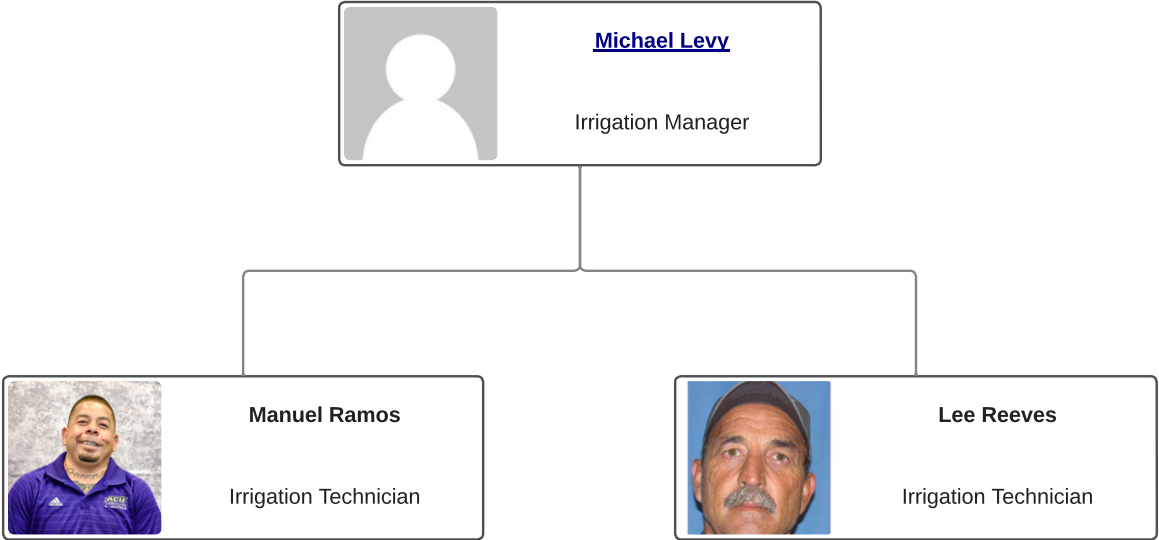 Michael Levy
Irrigation Manager
Manuel Ramos
Irrigation Technician
ACU
Lee Reeves
Irrigation Technician